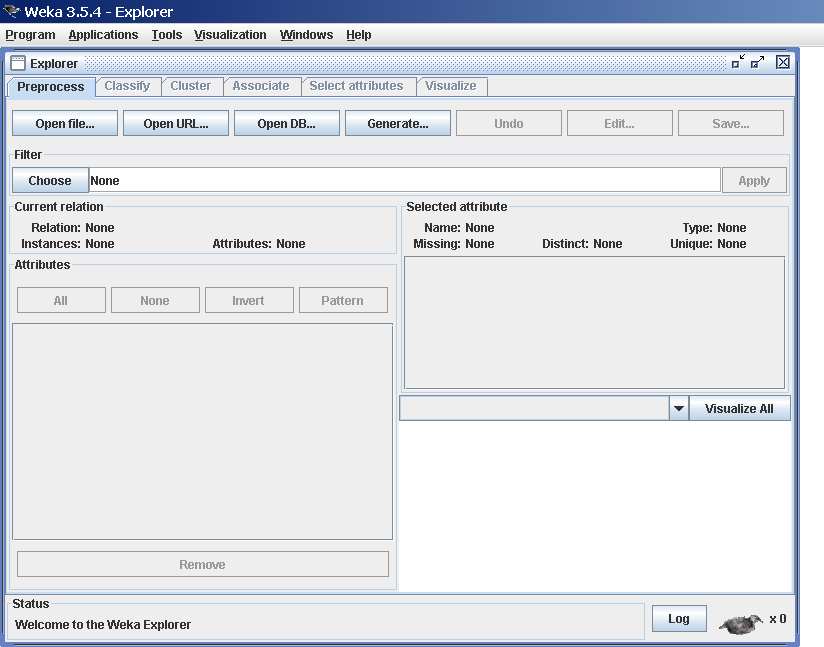 Weka 3.5.4 - Explorer
Program Applications Tools Visualization Windows Help
Explorer
Preprocess Classify Cluster Associate Select attributes Visualize
Open file... Open URL... Open DB... Generate... Undo Edit... Save...
Filter
Choose None Apply
Current relation
Relation: None
Instances: None Attributes: None
Selected attribute
Name: None Type: None
Missing: None Distinct: None Unique: None
Attributes
All None Invert Pattern
Visualize All
Remove
Status
Welcome to the Weka Explorer
Log x 0